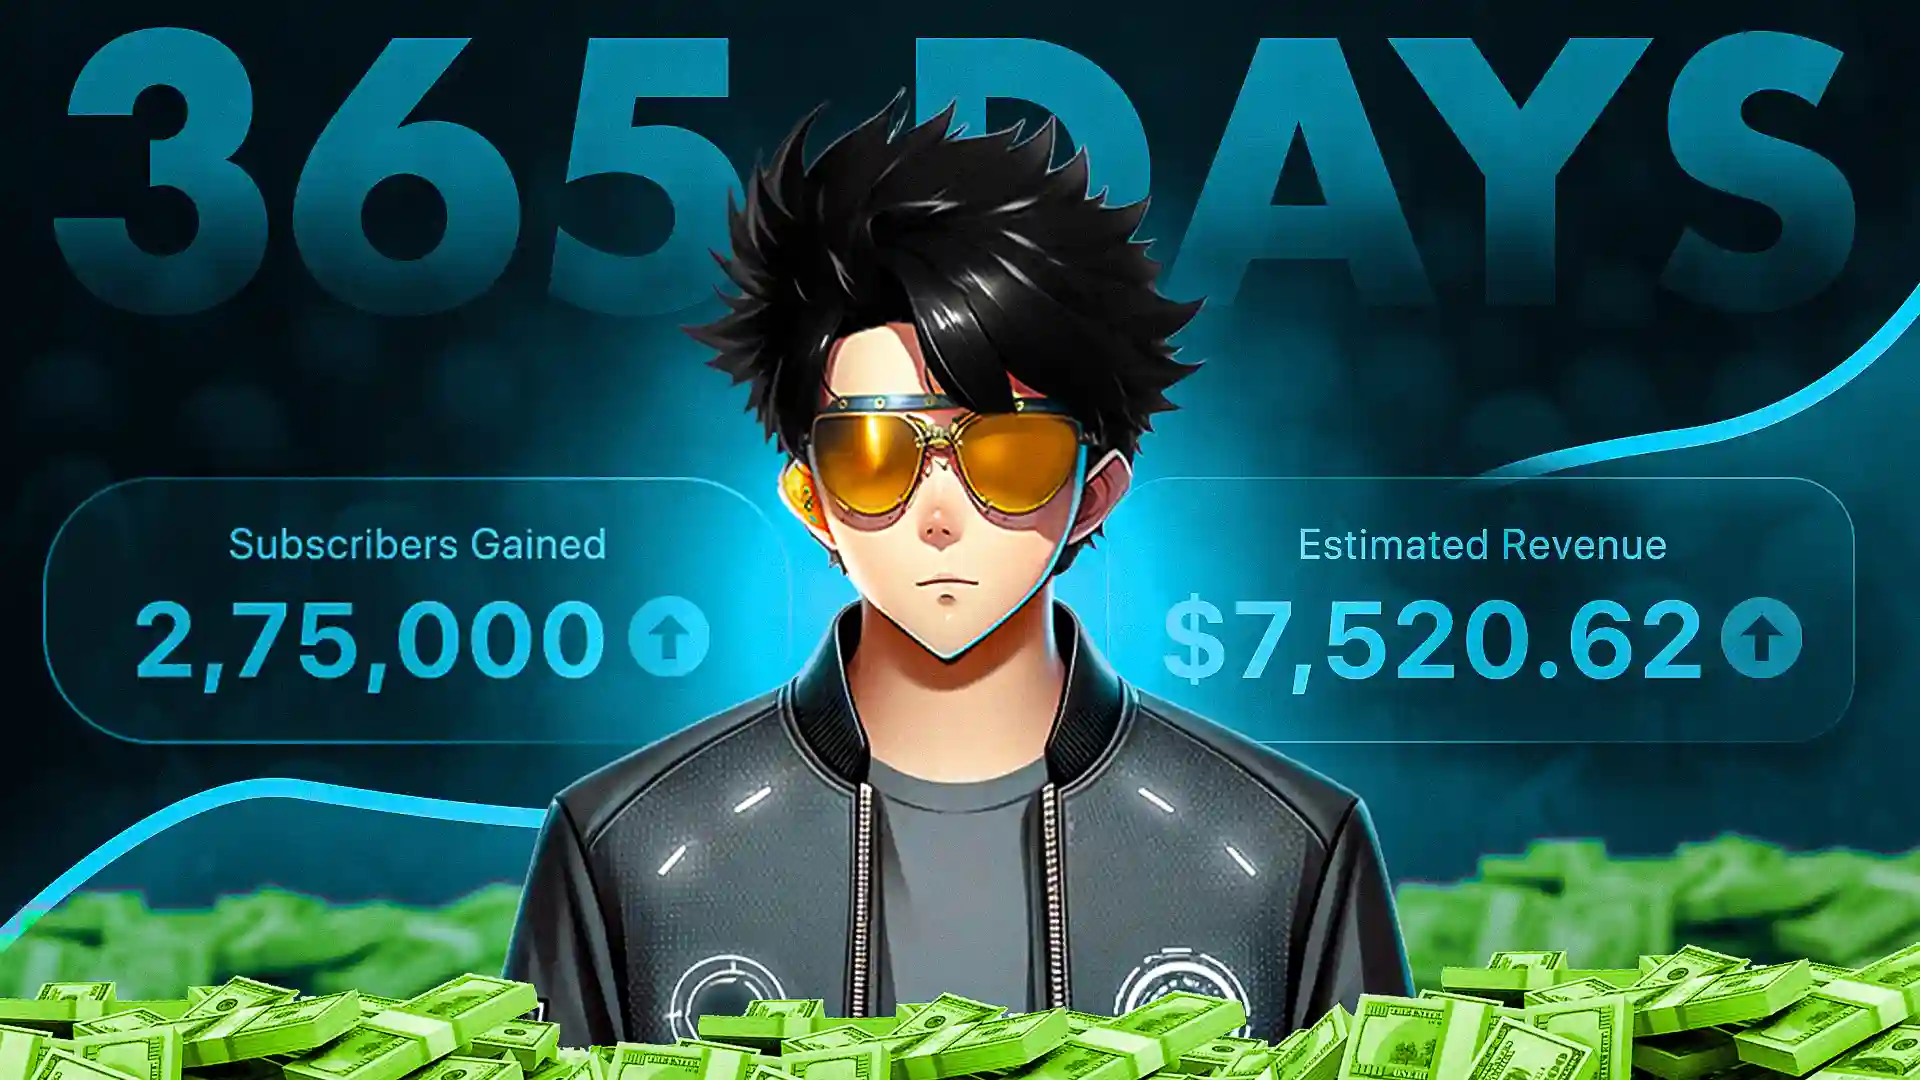 365 DAYS
Subscribers Gained
2,75,000
Estimated Revenue
$7,520.62